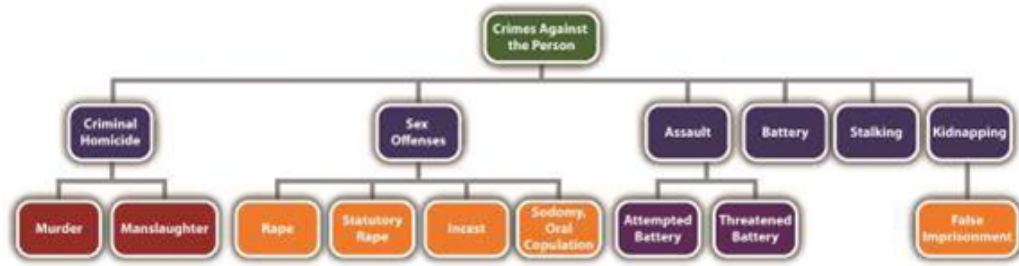 Crimes Against
the Person
Criminal
Homicide
Sex
Offenses
Assault
Battery
Stalking
Kidnapping
Murder
Manslaughter
Rape
Statutory
Rape
Incest
Sodomy,
Oral
Copulation
Attempted
Battery
Threatened
Battery
False
Imprisonment